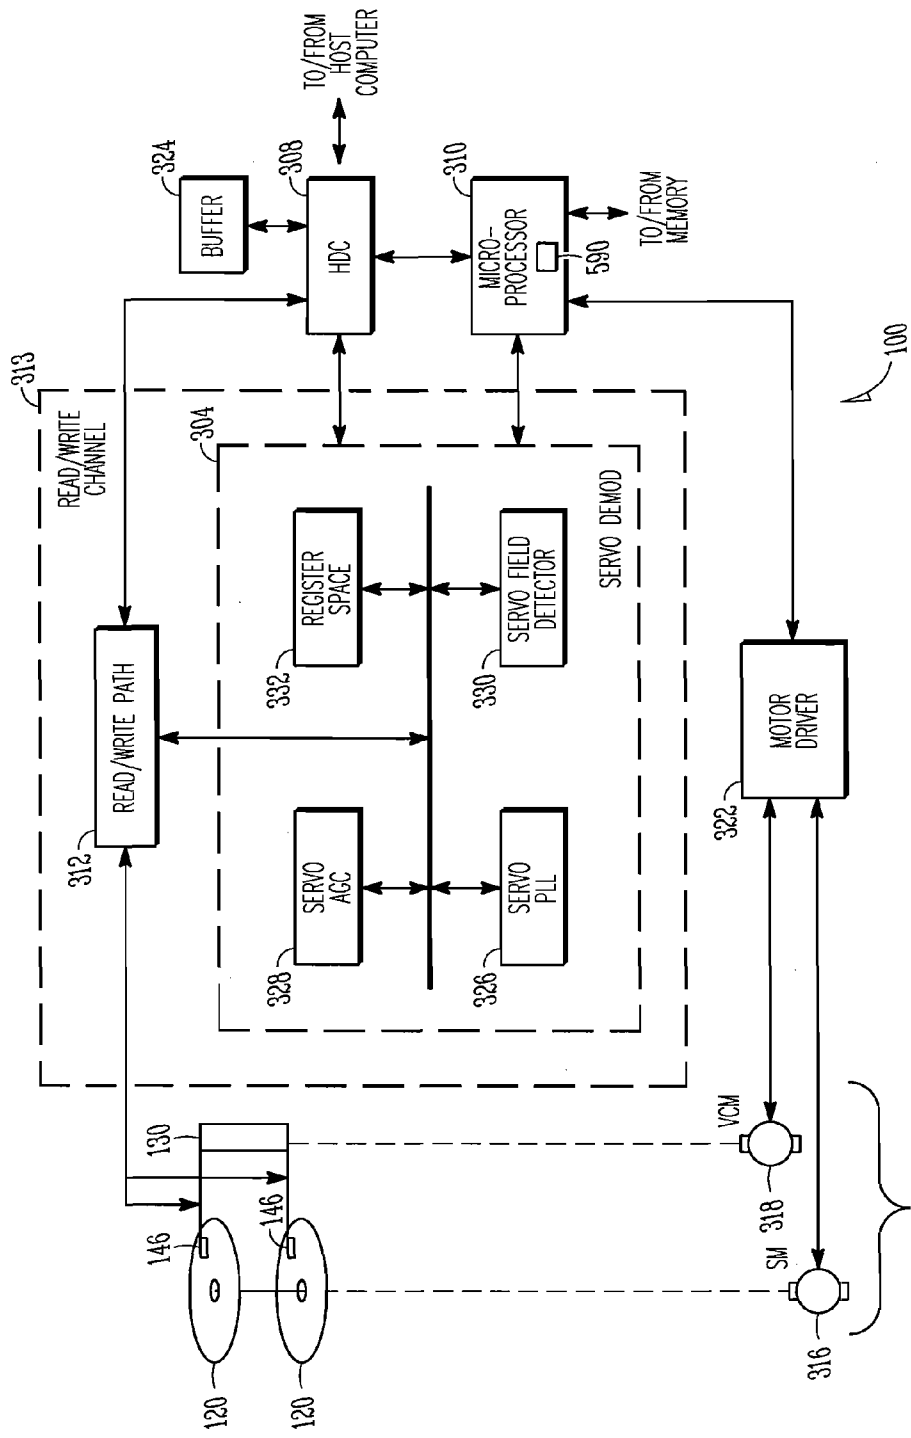 120
120
146
146
130
316
SM
318
VCM
312
READ/WRITE PATH
313
READ/WRITE
CHANNEL
304
328
SERVO
AGC
332
REGISTER
SPACE
326
SERVO
PLL
330
SERVO FIELD
DETECTOR
SERVO DEMOD
322
MOTOR
DRIVER
324
BUFFER
308
HDC
310
MICRO-
PROCESSOR
590
TO/FROM
HOST
COMPUTER
TO/FROM
MEMORY
100